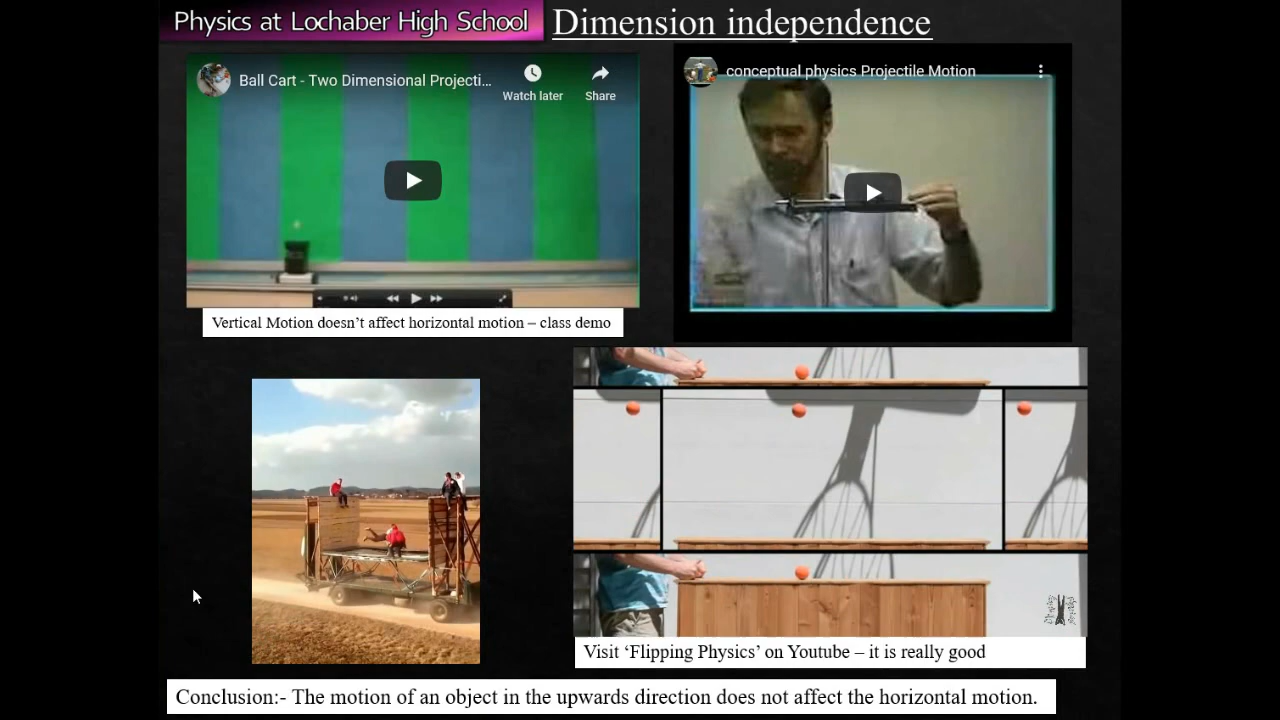 Physics at Lochaber High School
Dimension independence
Ball Cart - Two Dimensional Projecti...
Watch later
Share
conceptual physics Projectile Motion
Vertical Motion doesn't affect horizontal motion – class demo
Visit ‘Flipping Physics’ on Youtube – it is really good
Conclusion:- The motion of an object in the upwards direction does not affect the horizontal motion.